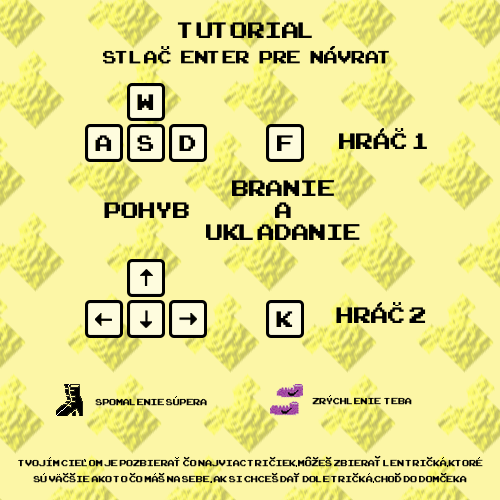 TUTORIAL
STLAČ ENTER PRE NÁVRAT
W
A S D F HRÁČ 1
POHYB
BRANIE
A
UKLADANIE
↑
← ↓ → K HRÁČ 2
SPOMALENIE SÚPERA
ZRÝCHLENIE TEBA
TVOJÍM CIEĽOM JE POZBIERAŤ ČO NAJVIAC TRIČIEK,MÔŽEŠ ZBIERAŤ LEN TRIČKÁ,KTORÉ
SÚ VÄČŠIE AKO TO ČO MÁŠ NA SEBE, AK SI CHCEŠ DAŤ DOLE TRIČKÁ,CHOĎ DO DOMČEKA